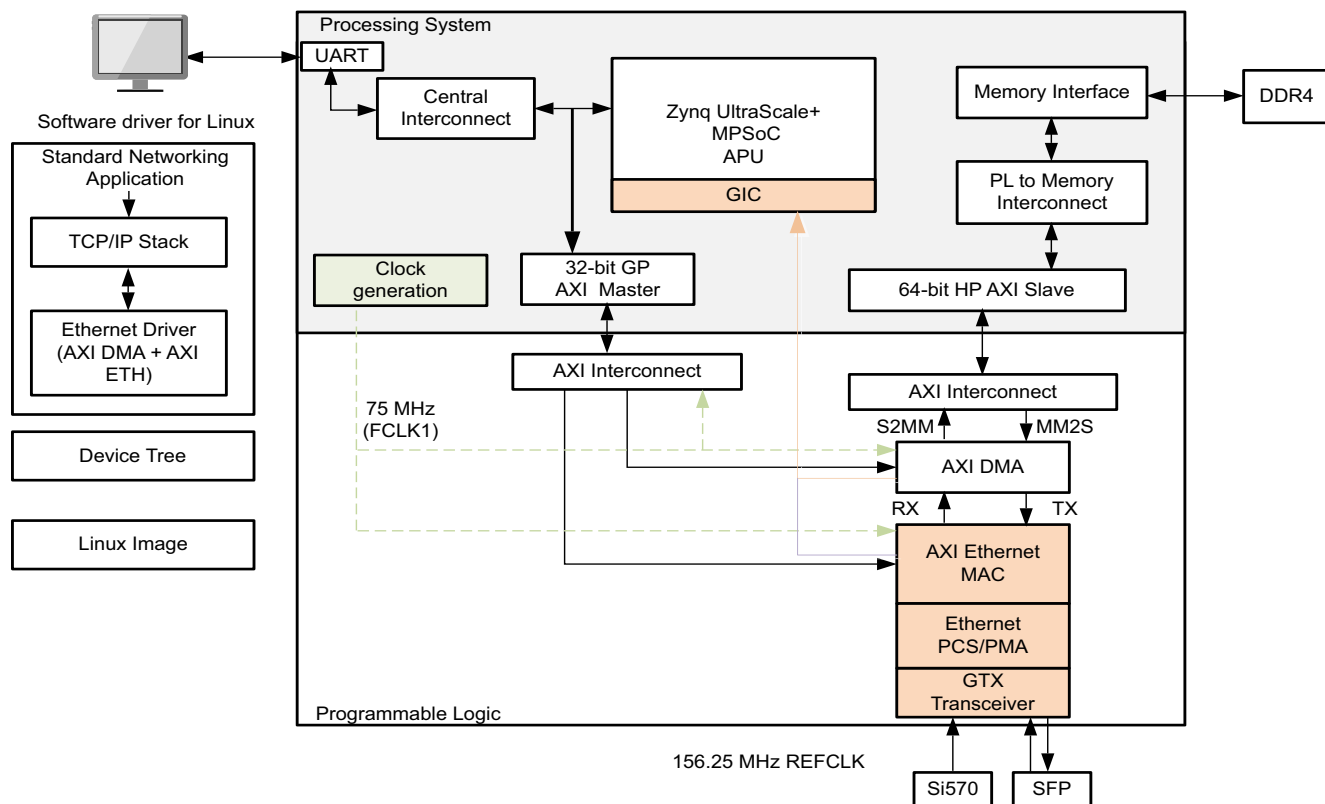 Processing System
UART
Central
Interconnect
Zynq UltraScale+
MPSoC
APU
GIC
Memory Interface
DDR4
PL to Memory
Interconnect
Software driver for Linux
Standard Networking
Application
TCP/IP Stack
Ethernet Driver
(AXI DMA + AXI
ETH)
Device Tree
Linux Image
Clock
generation
32-bit GP
AXI Master
64-bit HP AXI Slave
AXI Interconnect
AXI Interconnect
75 MHz
(FCLK1)
S2MM
MM2S
AXI DMA
RX
TX
AXI Ethernet
MAC
Ethernet
PCS/PMA
GTX
Transceiver
Programmable Logic
156.25 MHz REFCLK
Si570
SFP